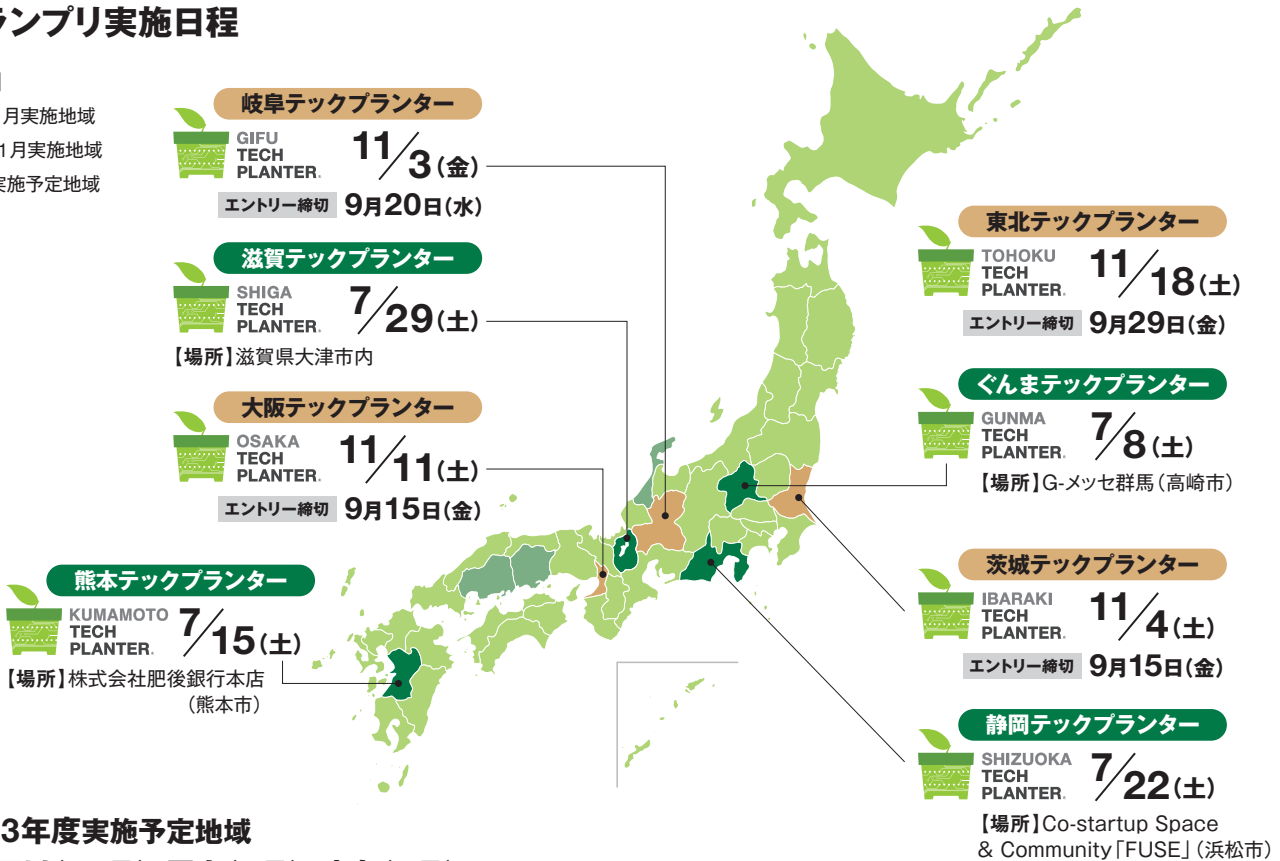 ランプリ実施日程
月実施地域
1月実施地域
実施予定地域
岐阜テックプランター
GIFU
TECH
PLANTER.
11/3(金)
エントリー締切 9月20日(水)
滋賀テックプランター
SHIGA
TECH
PLANTER.
7/29(土)
【場所】滋賀県大津市内
大阪テックプランター
OSAKA
TECH
PLANTER.
11/11(土)
エントリー締切 9月15日(金)
熊本テックプランター
KUMAMOTO
TECH
PLANTER.
7/15(土)
【場所】株式会社肥後銀行本店
(熊本市)
東北テックプランター
TOHOKU
TECH
PLANTER.
11/18(土)
エントリー締切 9月29日(金)
ぐんまテックプランター
GUNMA
TECH
PLANTER.
7/8(土)
【場所】G-メッセ群馬(高崎市)
茨城テックプランター
IBARAKI
TECH
PLANTER.
11/4(土)
エントリー締切 9月15日(金)
静岡テックプランター
SHIZUOKA
TECH
PLANTER.
7/22(土)
【場所】Co-startup Space
& Community「FUSE」(浜松市)
3年度実施予定地域